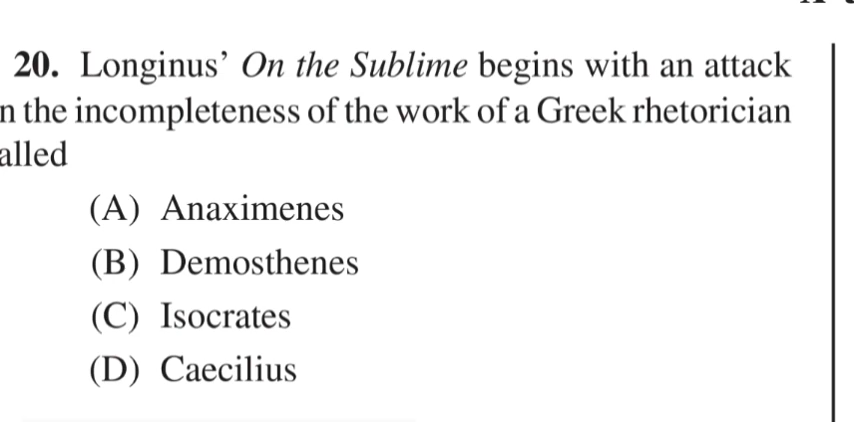 20. Longinus’ On the Sublime begins with an attack
n the incompleteness of the work of a Greek rhetorician
alled
(A) Anaximenes
(B) Demosthenes
(C) Isocrates
(D) Caecilius